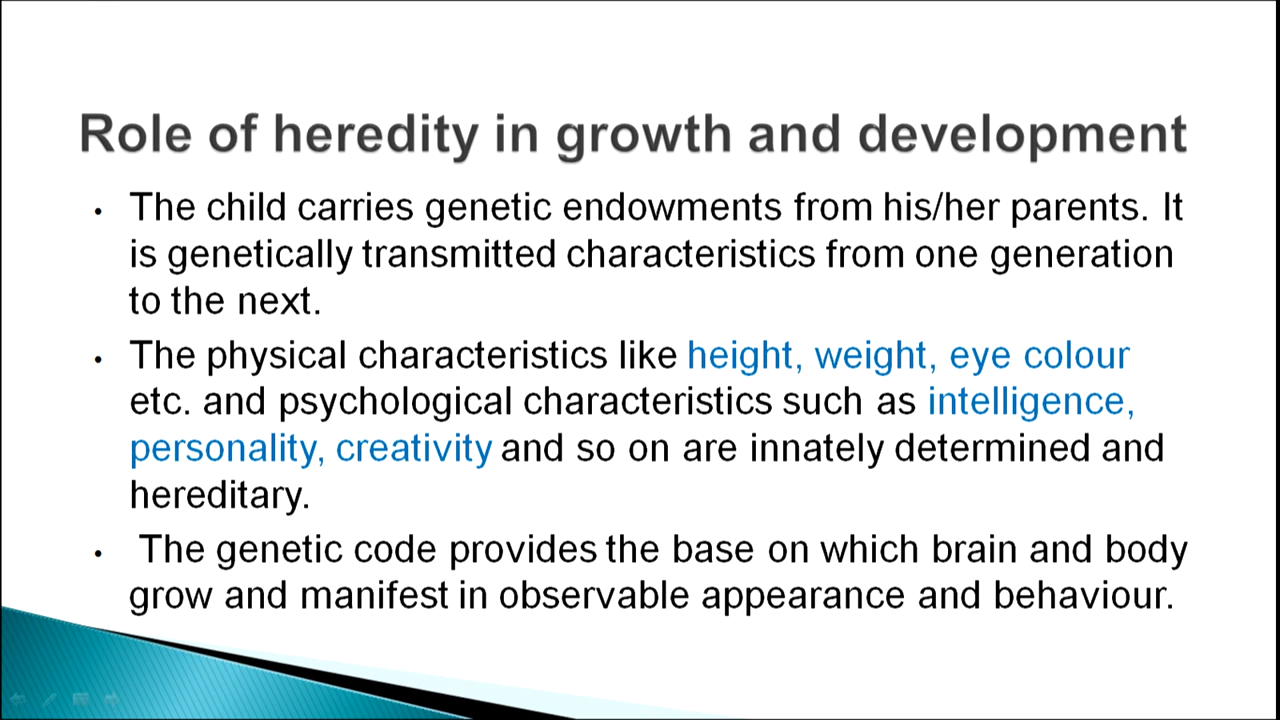 Role of heredity in growth and development
• The child carries genetic endowments from his/her parents. It
is genetically transmitted characteristics from one generation
to the next.
• The physical characteristics like height, weight, eye colour
etc. and psychological characteristics such as intelligence,
personality, creativity and so on are innately determined and
hereditary.
• The genetic code provides the base on which brain and body
grow and manifest in observable appearance and behaviour.